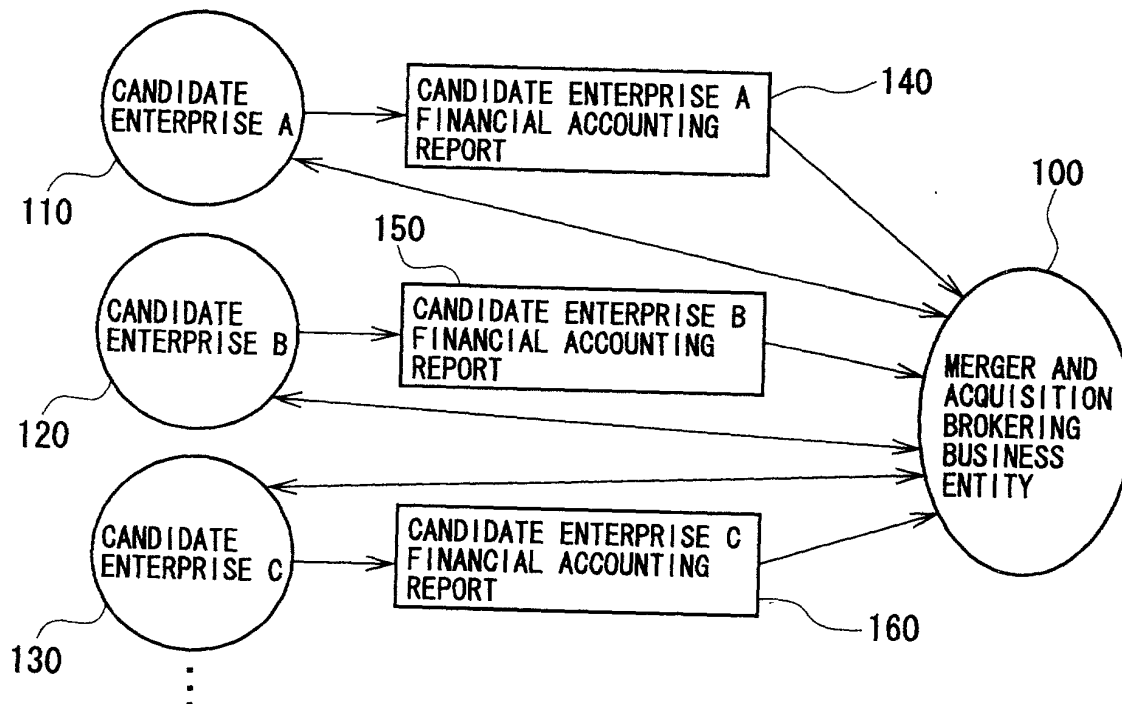 CANDIDATE
ENTERPRISE A
110
CANDIDATE ENTERPRISE A
FINANCIAL ACCOUNTING
REPORT
140
100
CANDIDATE
ENTERPRISE B
120
150
CANDIDATE ENTERPRISE B
FINANCIAL ACCOUNTING
REPORT
MERGER AND
ACQUISITION
BROKERING
BUSINESS
ENTITY
CANDIDATE
ENTERPRISE C
130
CANDIDATE ENTERPRISE C
FINANCIAL ACCOUNTING
REPORT
160